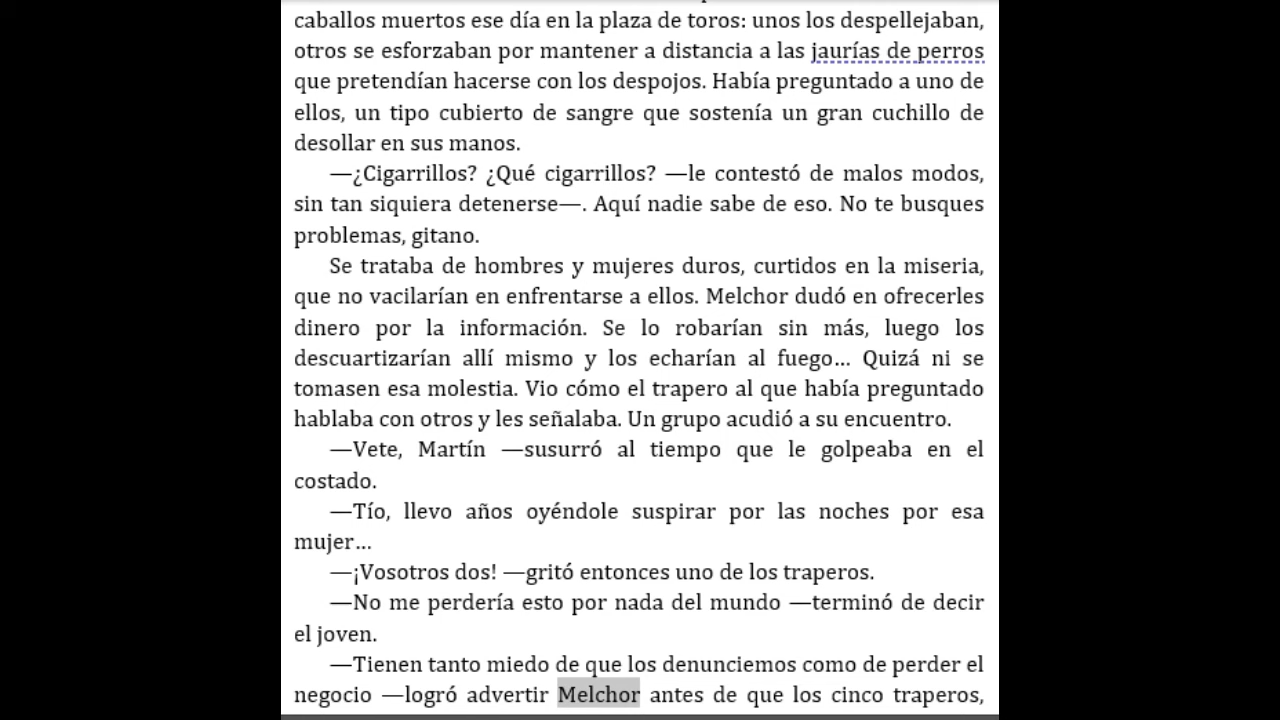 caballos muertos ese día en la plaza de toros: unos los despellejaban,
otros se esforzaban por mantener a distancia a las jaurías de perros
que pretendían hacerse con los despojos. Había preguntado a uno de
ellos, un tipo cubierto de sangre que sostenía un gran cuchillo de
desollar en sus manos.
—¿Cigarrillos? ¿Qué cigarrillos? —le contestó de malos modos,
sin tan siquiera detenerse—. Aquí nadie sabe de eso. No te busques
problemas, gitano.
Se trataba de hombres y mujeres duros, curtidos en la miseria,
que no vacilarían en enfrentarse a ellos. Melchor dudó en ofrecerles
dinero por la información. Se lo robarían sin más, luego los
descuartizarían allí mismo y los echarían al fuego… Quizá ni se
tomasen esa molestia. Vio cómo el trapero al que había preguntado
hablaba con otros y les señalaba. Un grupo acudió a su encuentro.
—Vete, Martín —susurró al tiempo que le golpeaba en el
costado.
—Tío, llevo años oyéndole suspirar por las noches por esa
mujer…
—¡Vosotros dos! —gritó entonces uno de los traperos.
—No me perdería esto por nada del mundo —terminó de decir
el joven.
—Tienen tanto miedo de que los denunciemos como de perder el
negocio —logró advertir Melchor antes de que los cinco traperos,